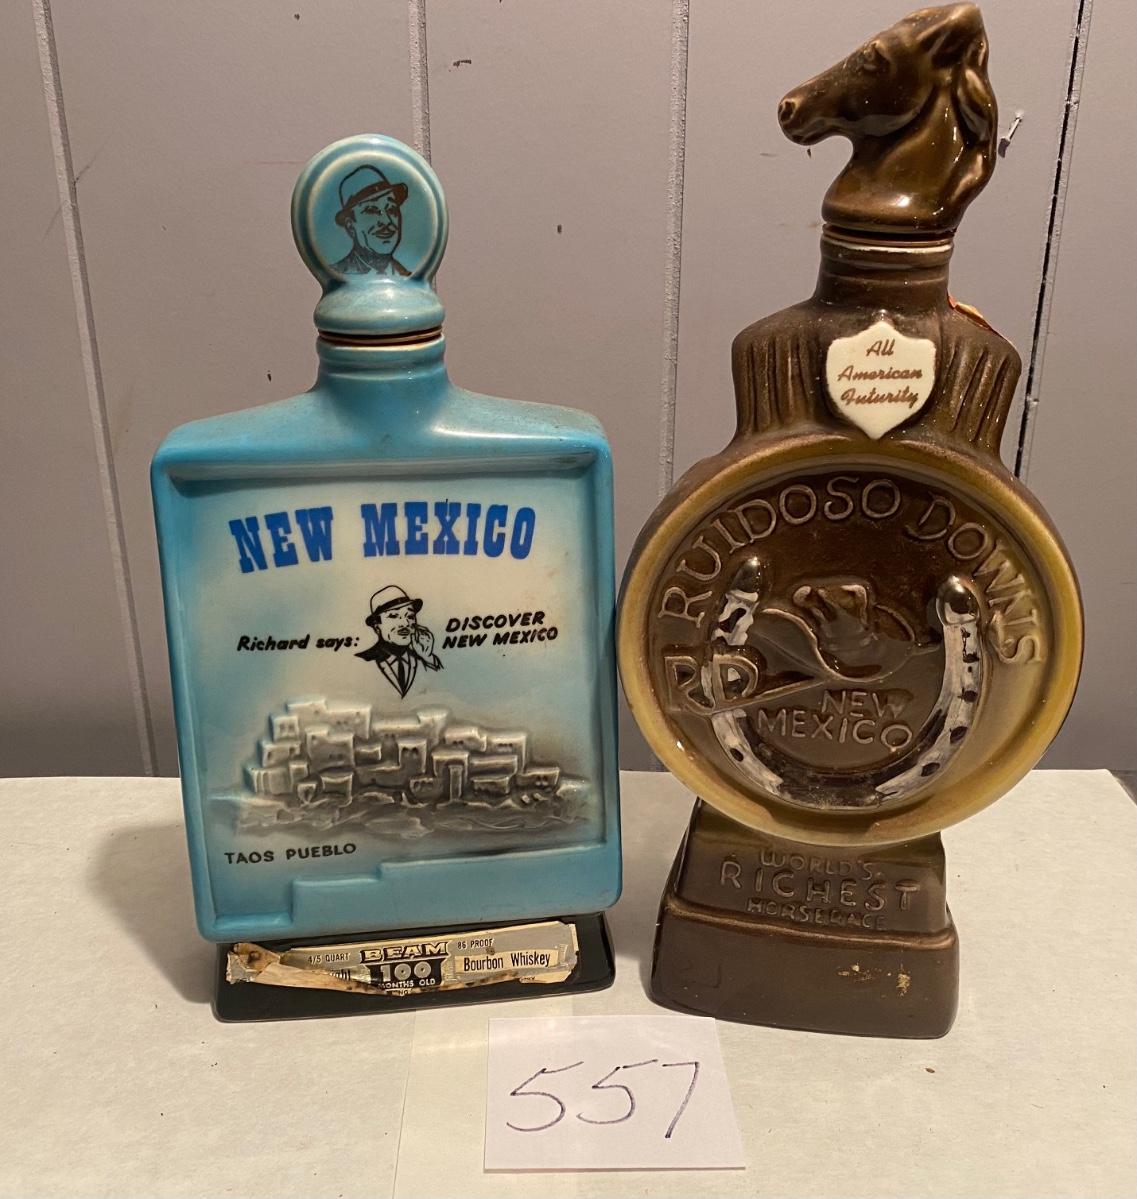 NEW MEXICO
Richard says:
DISCOVER
NEW MEXICO
TAOS PUEBLO
4/5 QUART
BEAM
86 PROOF
100
MONTHS OLD
Bourbon Whiskey
All
American
Futurity
RUIDOSO DOWNS
RD
NEW
MEXICO
WORLD'S
RICHEST
HORSERACE
557